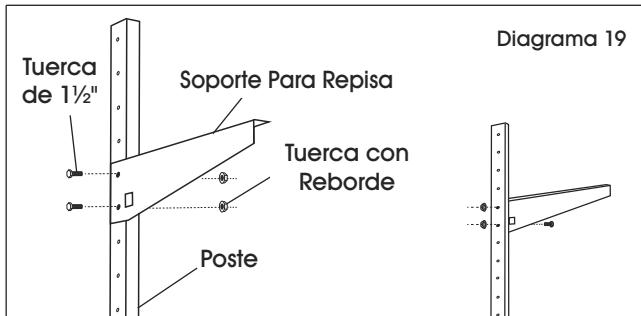 Diagrama 19
Tuerca
de 1½"
Soporte Para Repisa
Tuerca con
Reborde
Poste